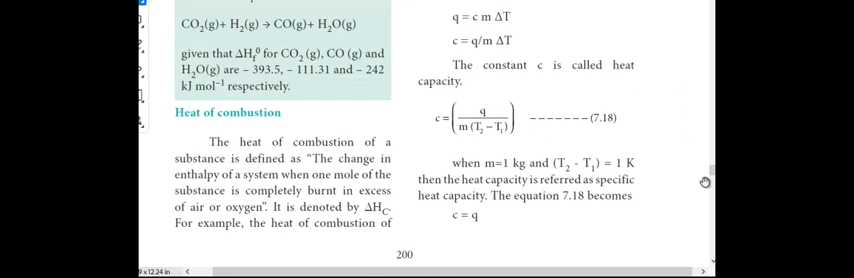 CO₂(g)+ H₂(g) → CO(g)+ H₂O(g)
given that ΔH_f⁰ for CO₂ (g), CO (g) and
H₂O(g) are – 393.5, – 111.31 and – 242
kJ mol⁻¹ respectively.
Heat of combustion
The heat of combustion of a
substance is defined as “The change in
enthalpy of a system when one mole of the
substance is completely burnt in excess
of air or oxygen”. It is denoted by ΔH_C.
For example, the heat of combustion of
q = c m ΔT
c = q/m ΔT
The constant c is called heat
capacity.
c = ( q / m (T₂ – T₁) ) – – – – – – – (7.18)
when m=1 kg and (T₂ - T₁) = 1 K
then the heat capacity is referred as specific
heat capacity. The equation 7.18 becomes
c = q
200
9 x 12.24 in